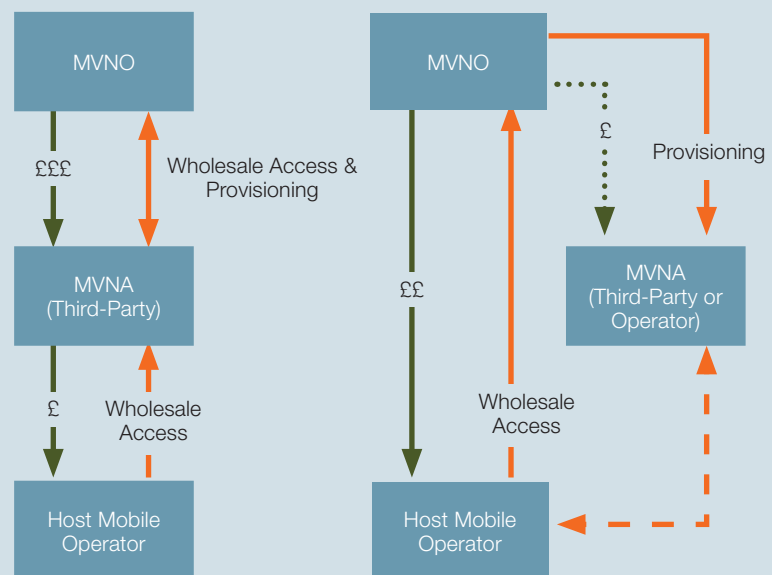 MVNO
£££
Wholesale Access &
Provisioning
MVNA
(Third-Party)
£
Wholesale
Access
Host Mobile
Operator
MVNO
£
Provisioning
MVNA
(Third-Party or
Operator)
££
Wholesale
Access
Host Mobile
Operator